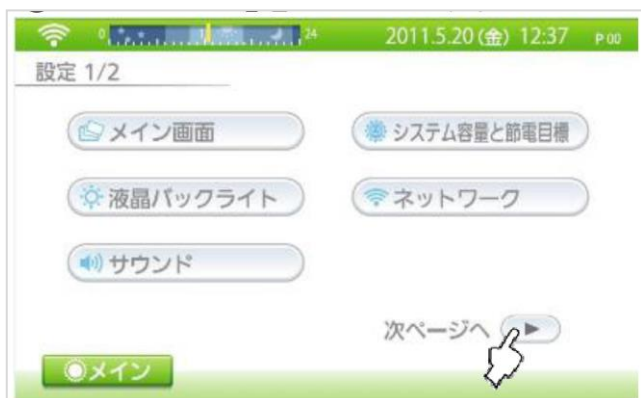 0 24 2011.5.20(金) 12:37 P 00
設定 1/2
メイン画面 システム容量と節電目標
液晶バックライト ネットワーク
サウンド
次ページへ
メイン